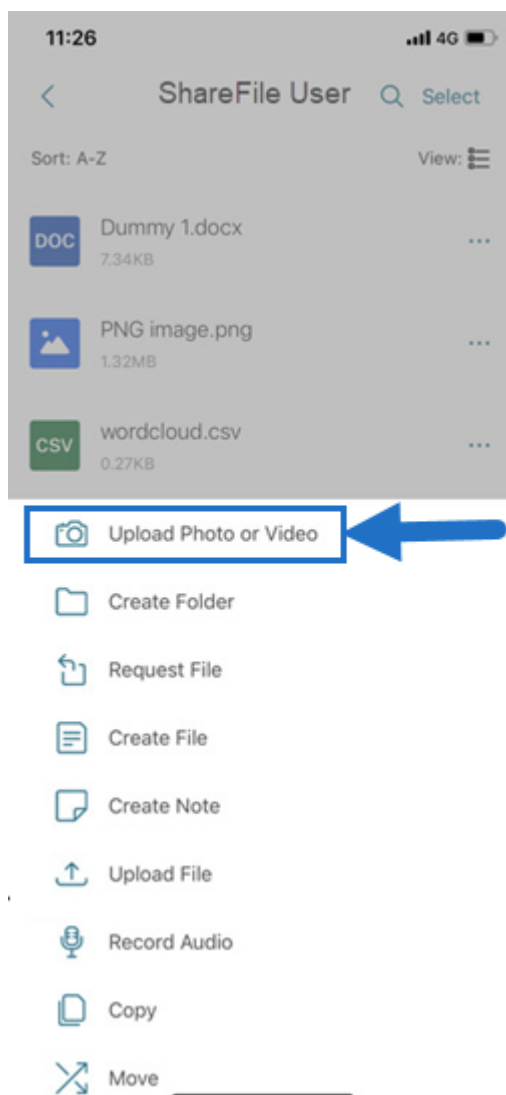 11:26 4G
ShareFile User Select
Sort: A-Z View:
DOC Dummy 1.docx
7.34KB
PNG image.png
1.32MB
CSV wordcloud.csv
0.27KB
Upload Photo or Video
Create Folder
Request File
Create File
Create Note
Upload File
Record Audio
Copy
Move